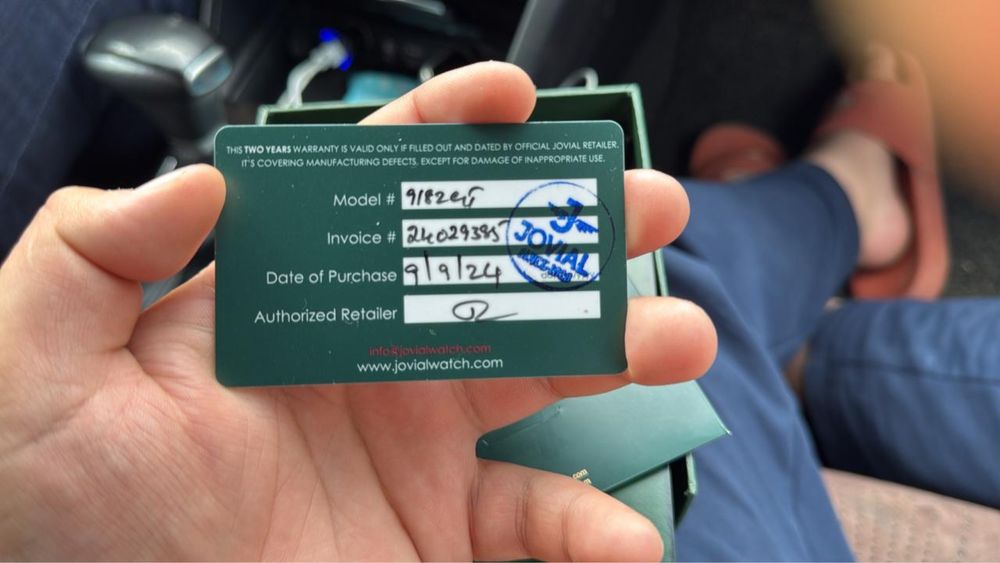 THIS TWO YEARS WARRANTY IS VALID ONLY IF FILLED OUT AND DATED BY OFFICIAL JOVIAL RETAILER.
IT'S COVERING MANUFACTURING DEFECTS. EXCEPT FOR DAMAGE OF INAPPROPRIATE USE.
Model #
Invoice # 24029385
JOVIAL
Date of Purchase 9/9/24
Authorized Retailer
info@jovialwatch.com
www.jovialwatch.com